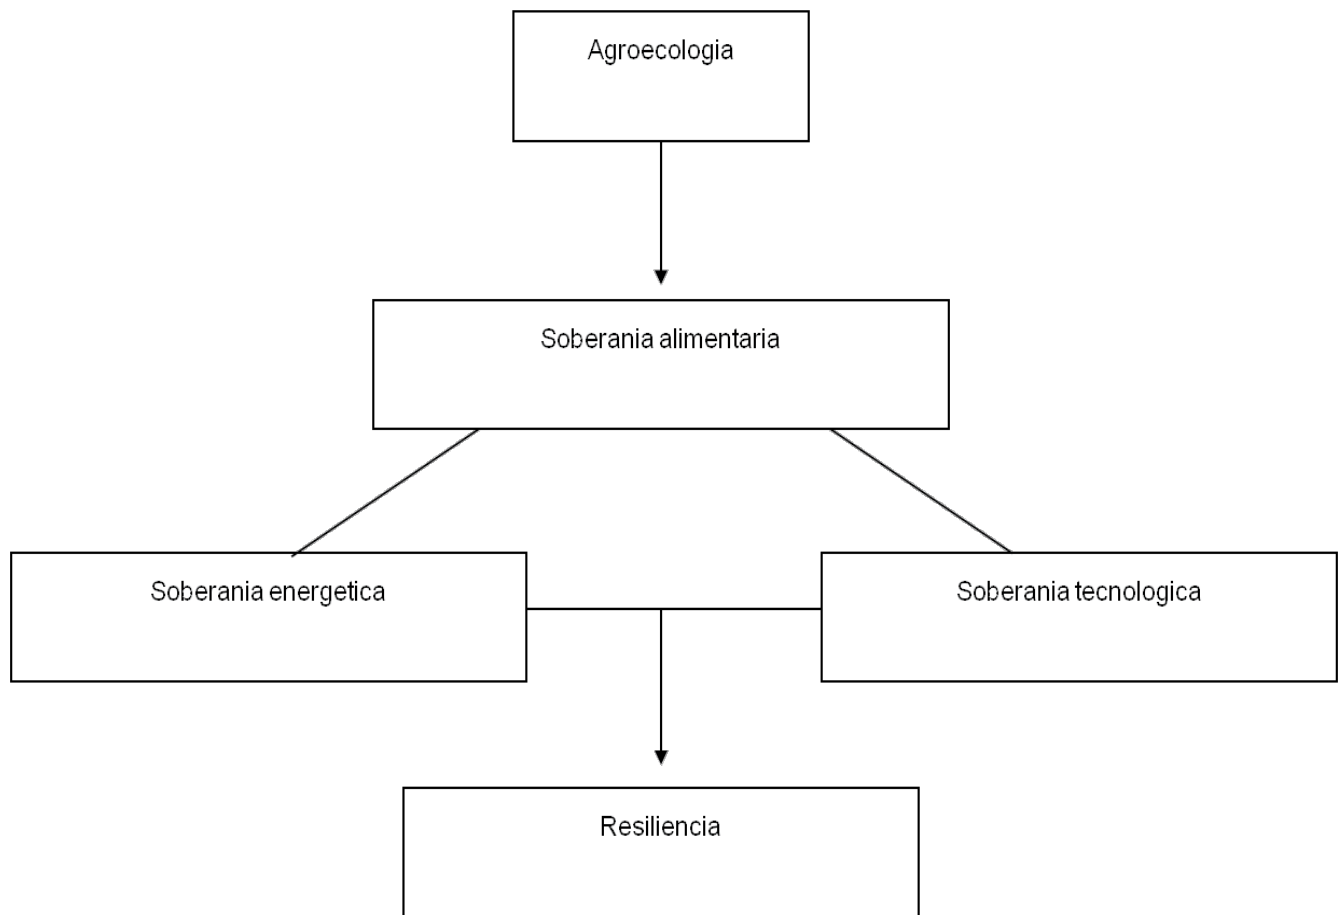 Agroecologia
Soberania alimentaria
Soberania energetica
Soberania tecnologica
Resiliencia